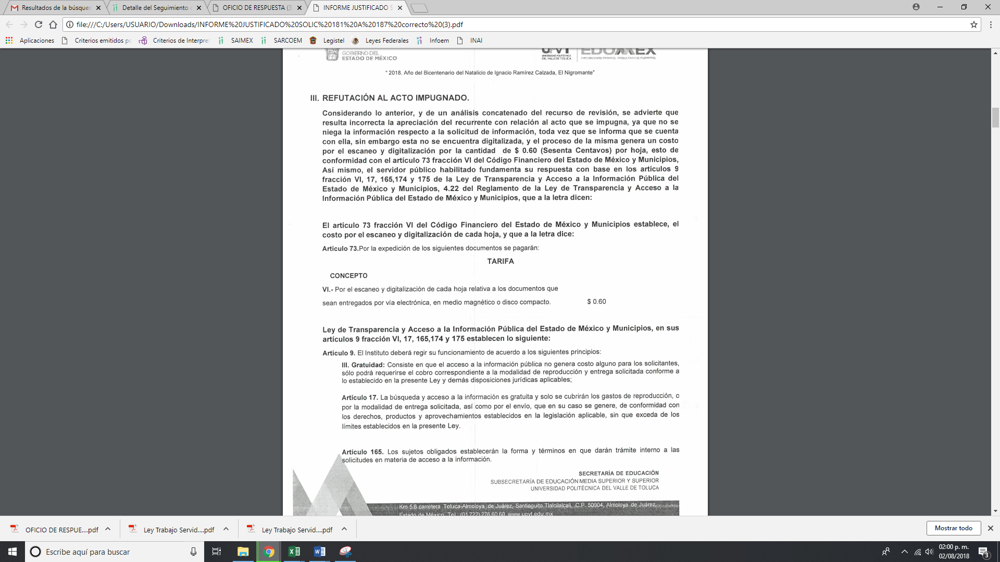 Resultados de la búsqued
Detalle del Seguimiento d
OFICIO DE RESPUESTA (3
INFORME JUSTIFICADO S
file:///C:/Users/USUARIO/Downloads/INFORME%20JUSTIFICADO%20SOLIC%20181%20A%20187%20correcto%20(3).pdf
Aplicaciones
Criterios emitidos po
Criterios de Interpret
SAIMEX
SARCOEM
Legistel
Leyes Federales
Infoem
INAI
GOBIERNO DEL
ESTADO DE MÉXICO
UPVT
UNIVERSIDAD POLITÉCNICA
DEL VALLE DE TOLUCA
EDOMEX
DECISIONES FIRMES, RESULTADOS FUERTES.
" 2018. Año del Bicentenario del Natalicio de Ignacio Ramírez Calzada, El Nigromante"
III. REFUTACIÓN AL ACTO IMPUGNADO.
Considerando lo anterior, y de un análisis concatenado del recurso de revisión, se advierte que
resulta incorrecta la apreciación del recurrente con relación al acto que se impugna, ya que no se
niega la información respecto a la solicitud de información, toda vez que se informa que se cuenta
con ella, sin embargo esta no se encuentra digitalizada, y el proceso de la misma genera un costo
por el escaneo y digitalización por la cantidad de $ 0.60 (Sesenta Centavos) por hoja, esto de
conformidad con el artículo 73 fracción VI del Código Financiero del Estado de México y Municipios,
Así mismo, el servidor público habilitado fundamenta su respuesta con base en los artículos 9
fracción VI, 17, 165,174 y 175 de la Ley de Transparencia y Acceso a la Información Pública del
Estado de México y Municipios, 4.22 del Reglamento de la Ley de Transparencia y Acceso a la
Información Pública del Estado de México y Municipios, que a la letra dicen:
El artículo 73 fracción VI del Código Financiero del Estado de México y Municipios establece, el
costo por el escaneo y digitalización de cada hoja, y que a la letra dice:
Artículo 73.Por la expedición de los siguientes documentos se pagarán:
TARIFA
CONCEPTO
VI.- Por el escaneo y digitalización de cada hoja relativa a los documentos que
sean entregados por vía electrónica, en medio magnético o disco compacto. $ 0.60
Ley de Transparencia y Acceso a la Información Pública del Estado de México y Municipios, en sus
artículos 9 fracción VI, 17, 165,174 y 175 establecen lo siguiente:
Artículo 9. El Instituto deberá regir su funcionamiento de acuerdo a los siguientes principios:
III. Gratuidad: Consiste en que el acceso a la información pública no genera costo alguno para los solicitantes,
sólo podrá requerirse el cobro correspondiente a la modalidad de reproducción y entrega solicitada conforme a
lo establecido en la presente Ley y demás disposiciones jurídicas aplicables;
Artículo 17. La búsqueda y acceso a la información es gratuita y solo se cubrirán los gastos de reproducción, o
por la modalidad de entrega solicitada, así como por el envío, que en su caso se genere, de conformidad con
los derechos, productos y aprovechamientos establecidos en la legislación aplicable, sin que exceda de los
límites establecidos en la presente Ley.
Artículo 165. Los sujetos obligados establecerán la forma y términos en que darán trámite interno a las
solicitudes en materia de acceso a la información.
SECRETARÍA DE EDUCACIÓN
SUBSECRETARÍA DE EDUCACIÓN MEDIA SUPERIOR Y SUPERIOR
UNIVERSIDAD POLITÉCNICA DEL VALLE DE TOLUCA
Km 5.6 carretera Toluca-Almoloya de Juárez, Santiaguito Tlalcilalcali, C.P. 50904, Almoloya de Juárez,
Estado de México. Tel.: (01 722) 276 60 60 www.upvt.edu.mx
OFICIO DE RESPUE....pdf
Ley Trabajo Servid....pdf
Ley Trabajo Servid....pdf
Mostrar todo
Escribe aquí para buscar
02:00 p. m.
02/08/2018
3